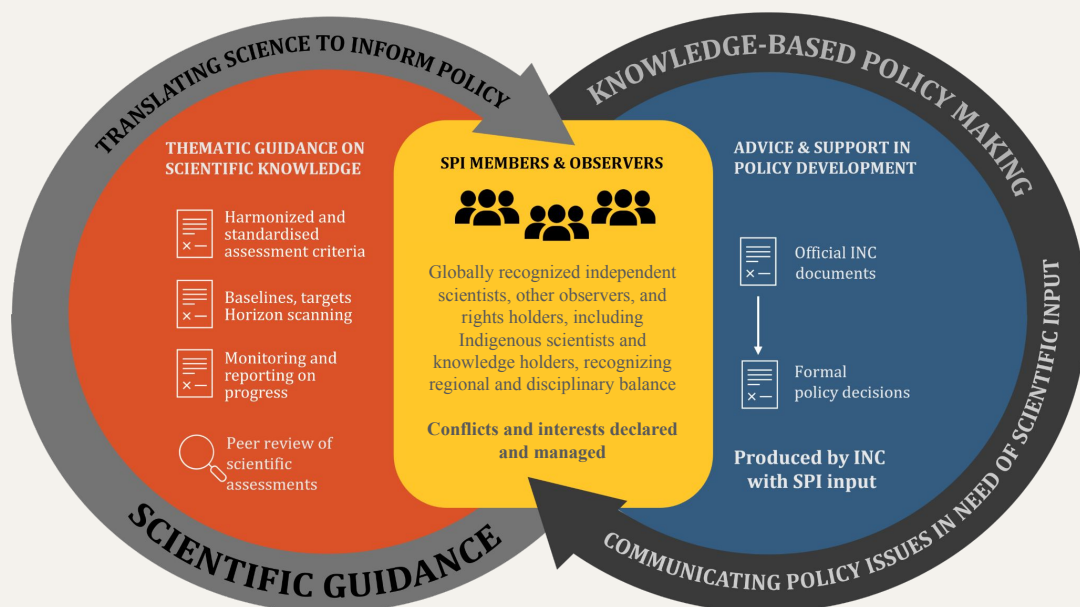 TRANSLATING SCIENCE TO INFORM POLICY
THEMATIC GUIDANCE ON
SCIENTIFIC KNOWLEDGE
Harmonized and
standardised
assessment criteria
Baselines, targets
Horizon scanning
Monitoring and
reporting on
progress
Peer review of
scientific
assessments
SCIENTIFIC GUIDANCE
SPI MEMBERS & OBSERVERS
Globally recognized independent
scientists, other observers, and
rights holders, including
Indigenous scientists and
knowledge holders, recognizing
regional and disciplinary balance
Conflicts and interests declared
and managed
KNOWLEDGE-BASED POLICY MAKING
ADVICE & SUPPORT IN
POLICY DEVELOPMENT
Official INC
documents
Formal
policy decisions
Produced by INC
with SPI input
COMMUNICATING POLICY ISSUES IN NEED OF SCIENTIFIC INPUT